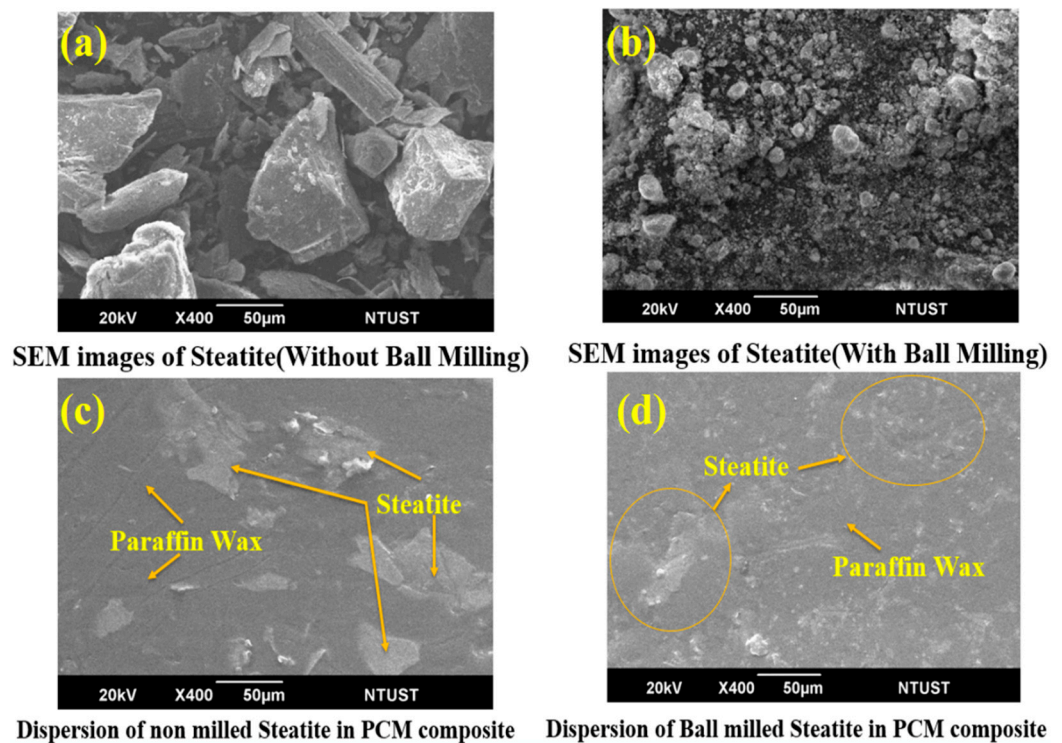 (a)
20kV X400 50µm NTUST
SEM images of Steatite(Without Ball Milling)
(b)
20kV X400 50µm NTUST
SEM images of Steatite(With Ball Milling)
(c)
Steatite
Paraffin Wax
20kV X400 50µm NTUST
Dispersion of non milled Steatite in PCM composite
(d)
Steatite
Paraffin Wax
20kV X400 50µm NTUST
Dispersion of Ball milled Steatite in PCM composite